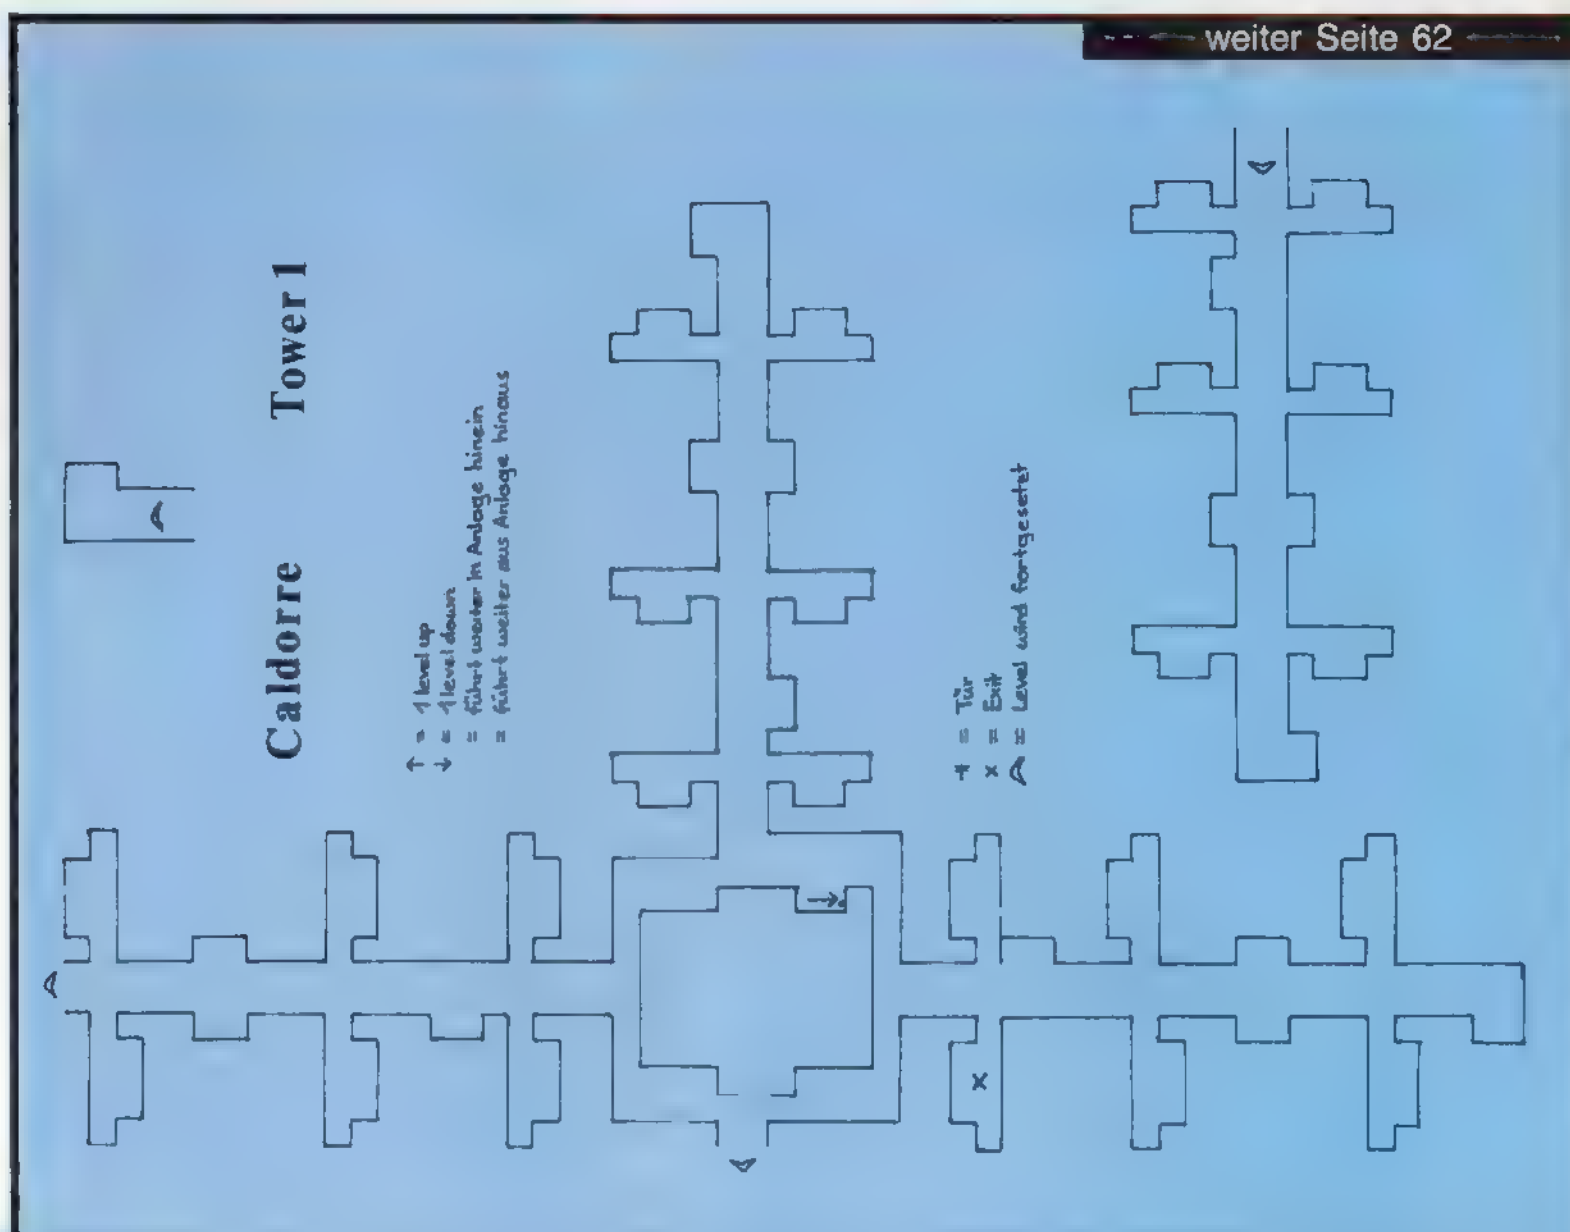 weiter Seite 62
Caldorre Tower 1
↑ = 1 level up
↓ = 1 level down
= führt weiter in Anlage hinein
= führt weiter aus Anlage hinaus
* = Tür
x = Exit
= Level wird fortgesetzt
x